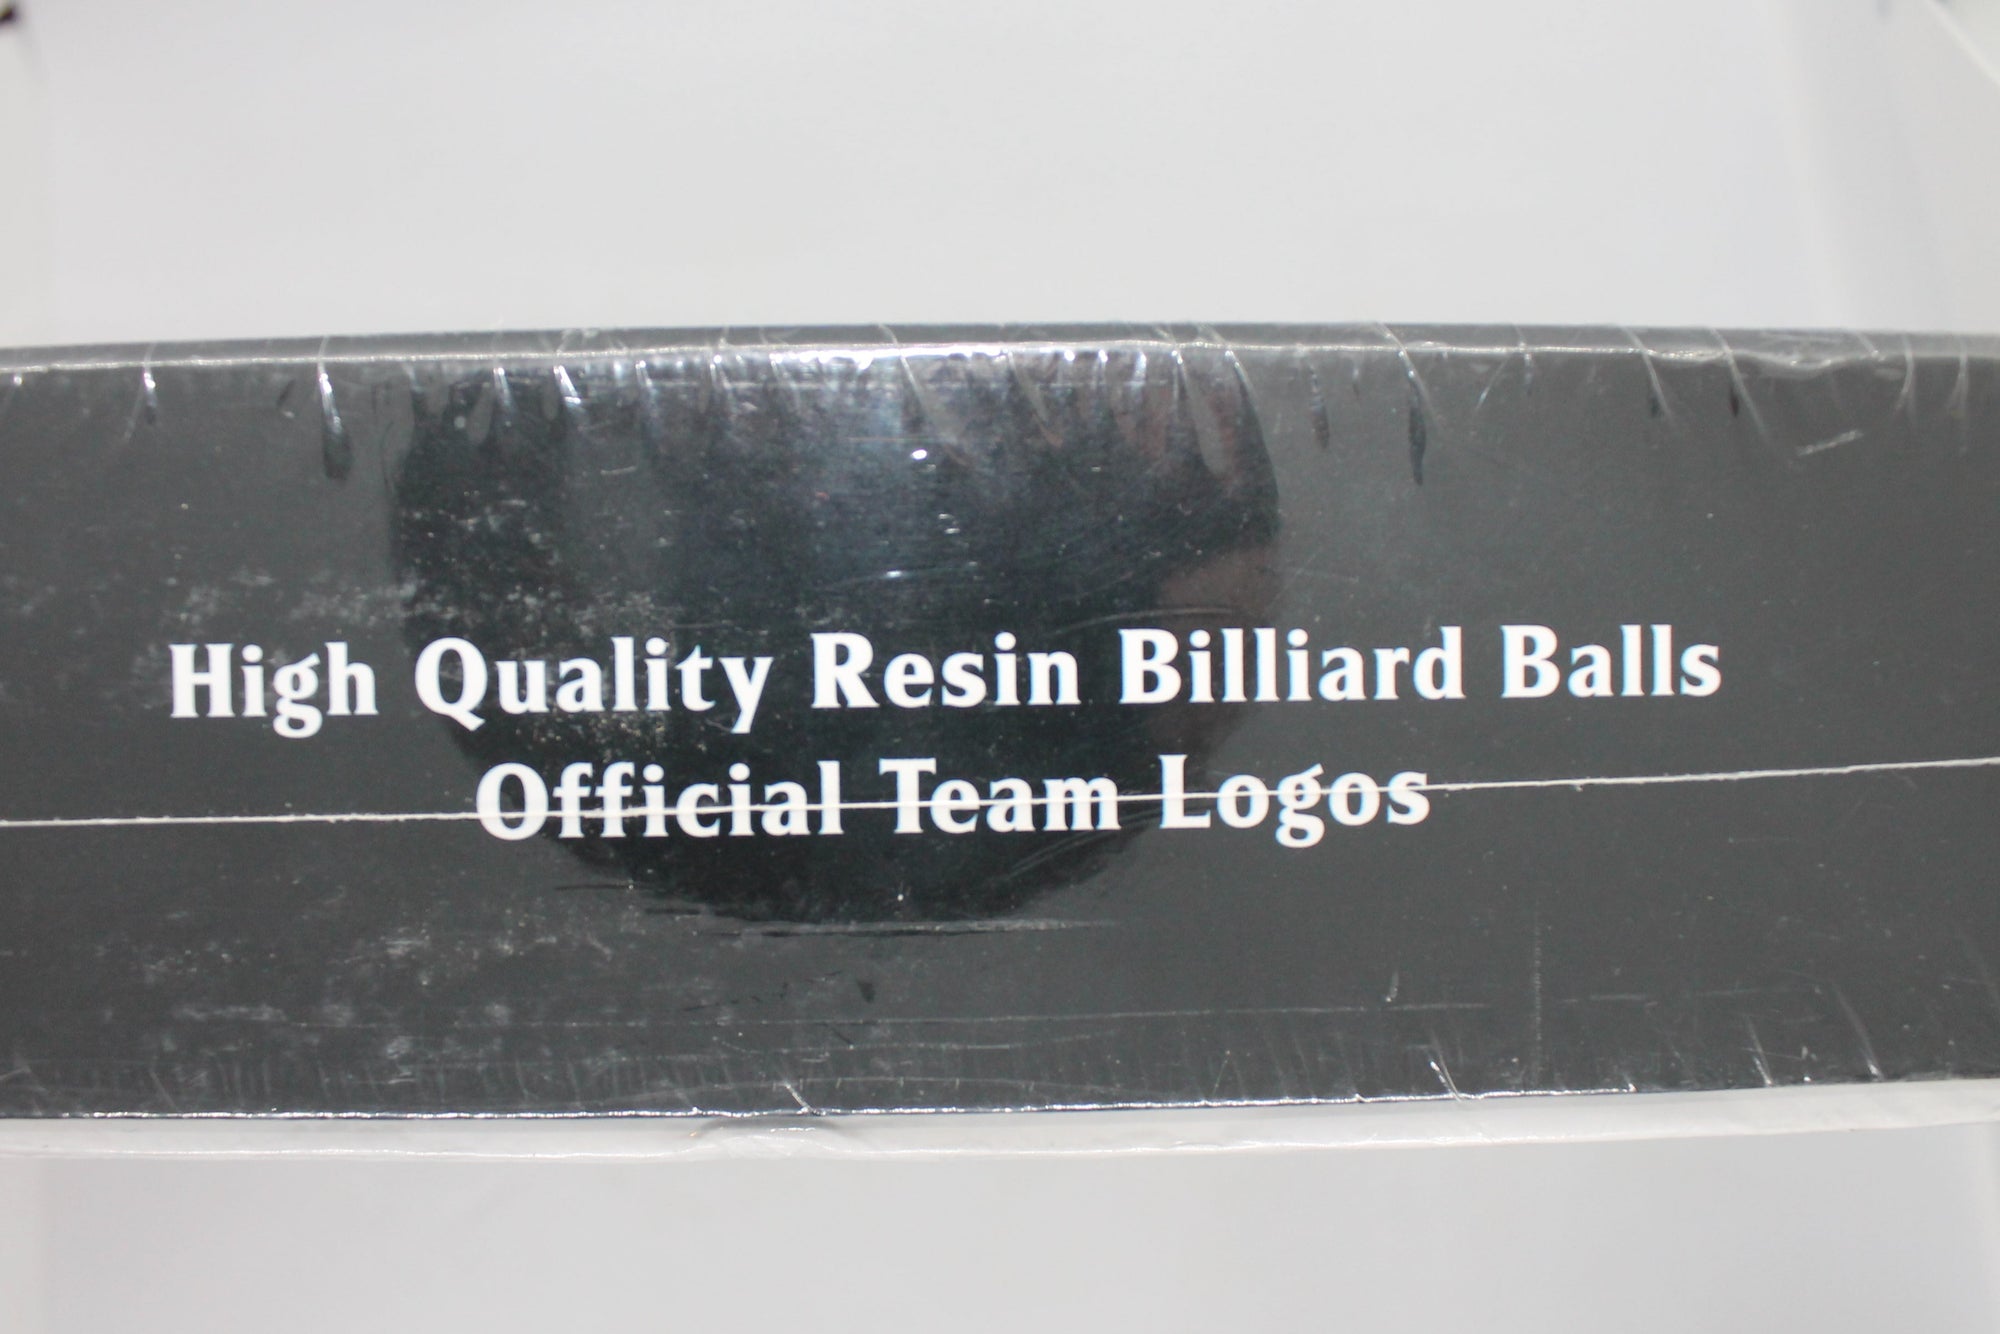 High Quality Resin Billiard Balls
Official Team Logos